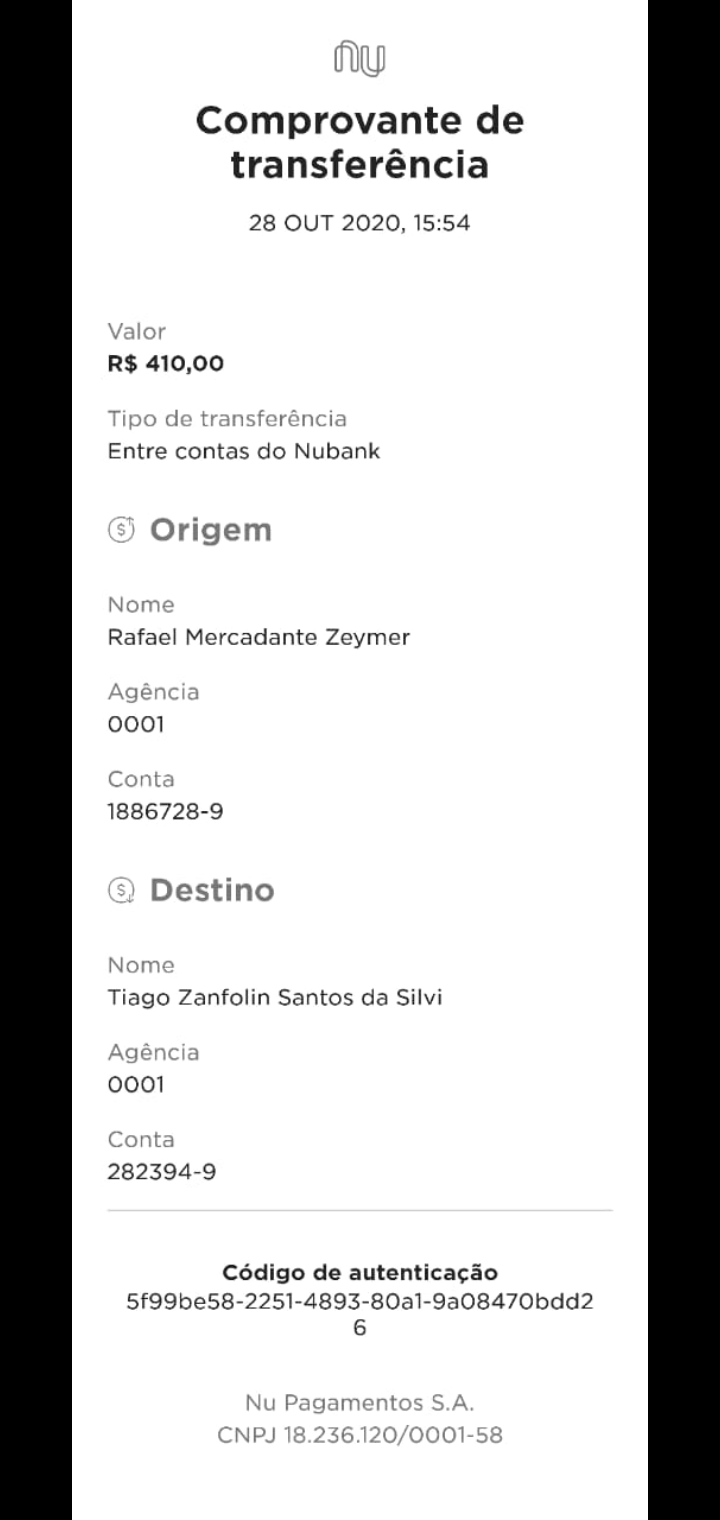 nu
Comprovante de
transferência
28 OUT 2020, 15:54
Valor
R$ 410,00
Tipo de transferência
Entre contas do Nubank
Origem
Nome
Rafael Mercadante Zeymer
Agência
0001
Conta
1886728-9
Destino
Nome
Tiago Zanfolin Santos da Silvi
Agência
0001
Conta
282394-9
Código de autenticação
5f99be58-2251-4893-80a1-9a08470bdd2
6
Nu Pagamentos S.A.
CNPJ 18.236.120/0001-58